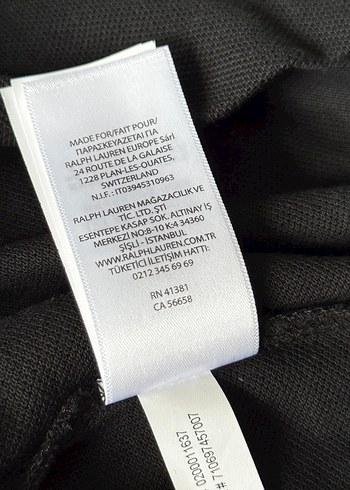 MADE FOR/FAIT POUR/
ΠΑΡΑΣΚΕΥΑΖΕΤΑΙ ΓΙΑ
RALPH LAUREN EUROPE Sàrl
24 ROUTE DE LA GALAISE
1228 PLAN-LES-OUATES,
SWITZERLAND
N.I.F.: IT03945310963
RALPH LAUREN MAĞAZACILIK VE
TİC. LTD. ŞTİ
ESENTEPE KASAP SOK. ALTINAY İŞ
MERKEZİ NO:8-10 K:4 34360
ŞİŞLİ - İSTANBUL
WWW.RALPHLAUREN.COM.TR
TÜKETİCİ İLETİŞİM HATTI:
0212 345 69 69
RN 41381
CA 56658
0200011637
# 710697457007